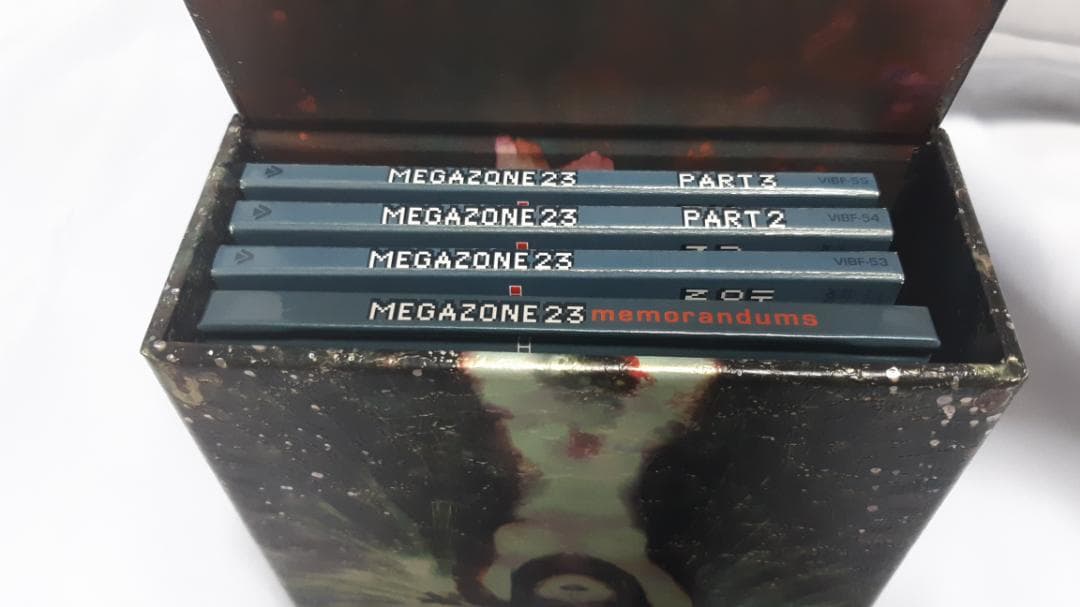 MEGAZONE 23 PART 3 VIBF-55
MEGAZONE 23 PART 2 VIBF-54
MEGAZONE 23 VIBF-53
MEGAZONE 23 memorandums